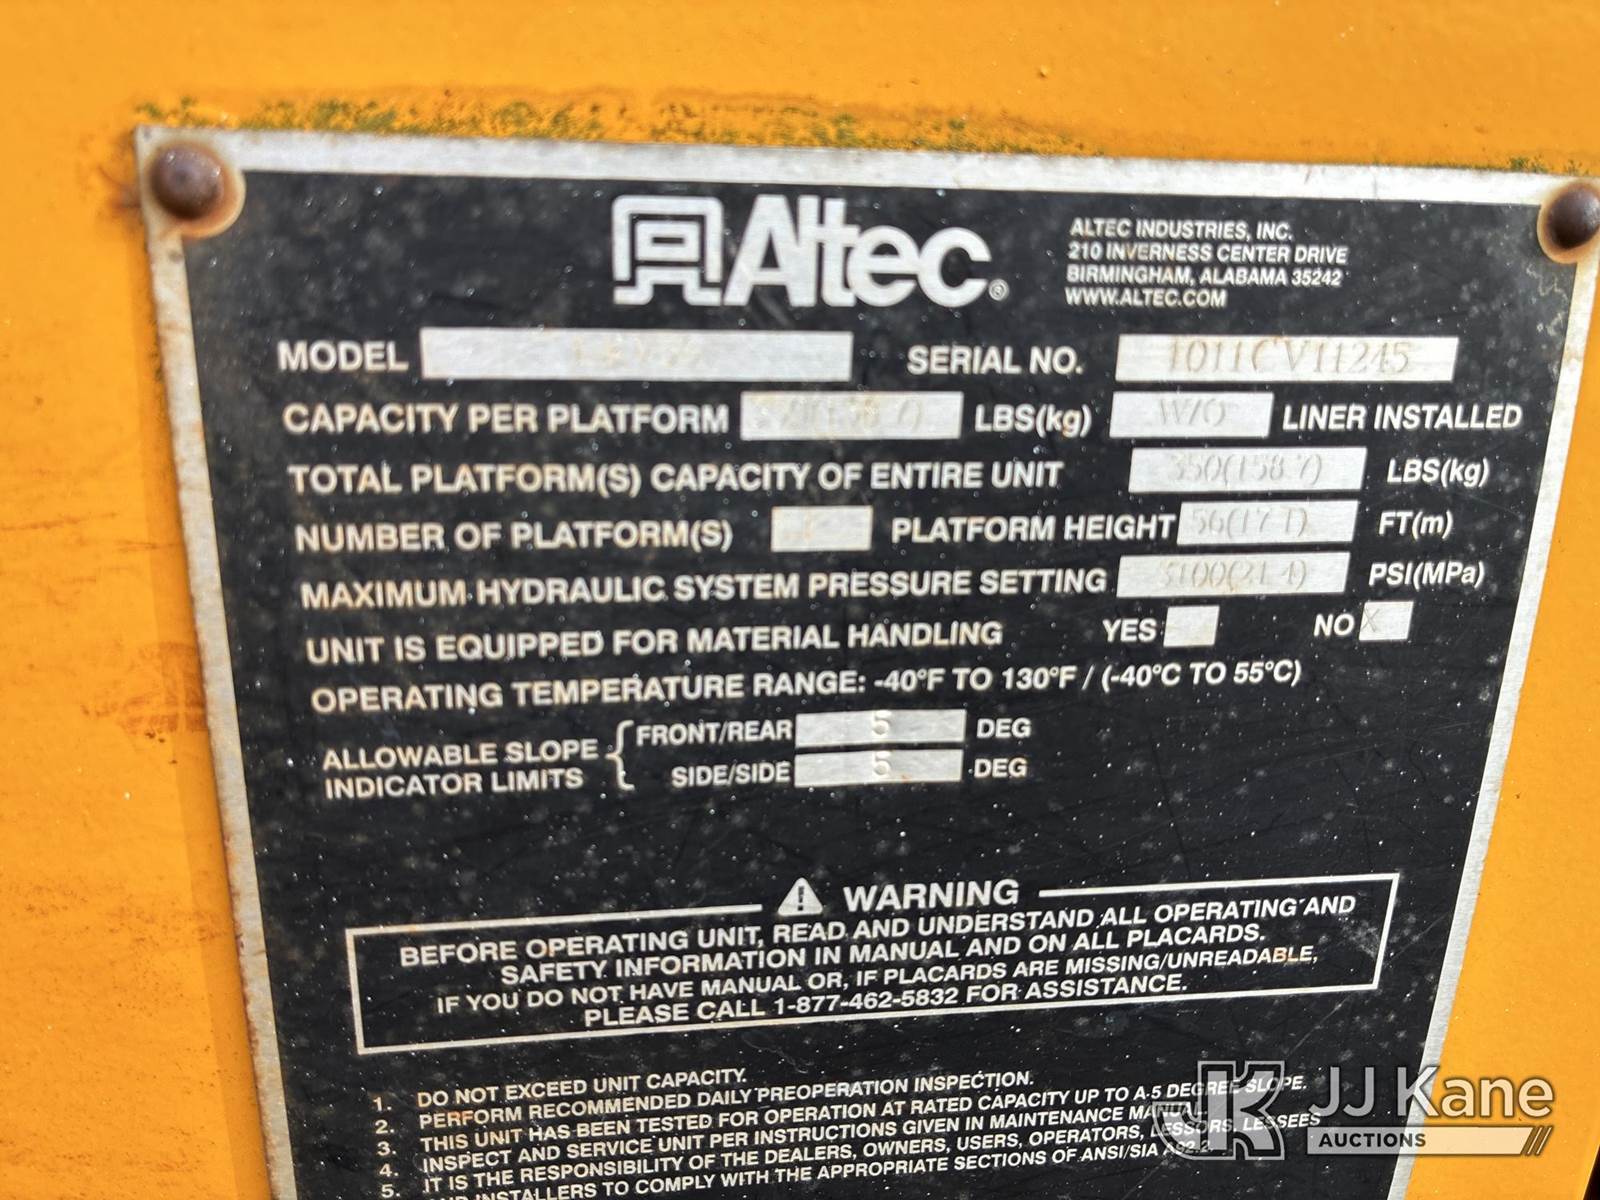 Altec®
ALTEC INDUSTRIES, INC.
210 INVERNESS CENTER DRIVE
BIRMINGHAM, ALABAMA 35242
WWW.ALTEC.COM
MODEL SERIAL NO. 1011CV11245
CAPACITY PER PLATFORM LBS(kg) W/O LINER INSTALLED
TOTAL PLATFORM(S) CAPACITY OF ENTIRE UNIT 350(158.7) LBS(kg)
NUMBER OF PLATFORM(S) PLATFORM HEIGHT 56(17.1) FT(m)
MAXIMUM HYDRAULIC SYSTEM PRESSURE SETTING 3100(21.4) PSI(MPa)
UNIT IS EQUIPPED FOR MATERIAL HANDLING YES NO X
OPERATING TEMPERATURE RANGE: -40°F TO 130°F / (-40°C TO 55°C)
ALLOWABLE SLOPE INDICATOR LIMITS
FRONT/REAR 5 DEG
SIDE/SIDE 5 DEG
WARNING
BEFORE OPERATING UNIT, READ AND UNDERSTAND ALL OPERATING AND
SAFETY INFORMATION IN MANUAL AND ON ALL PLACARDS.
IF YOU DO NOT HAVE MANUAL OR, IF PLACARDS ARE MISSING/UNREADABLE,
PLEASE CALL 1-877-462-5832 FOR ASSISTANCE.
1. DO NOT EXCEED UNIT CAPACITY.
2. PERFORM RECOMMENDED DAILY PREOPERATION INSPECTION.
3. THIS UNIT HAS BEEN TESTED FOR OPERATION AT RATED CAPACITY UP TO A 5 DEGREE SLOPE.
4. INSPECT AND SERVICE UNIT PER INSTRUCTIONS GIVEN IN MAINTENANCE MANUAL.
5. IT IS THE RESPONSIBILITY OF THE DEALERS, OWNERS, USERS, OPERATORS, LESSORS, LESSEES
AND INSTALLERS TO COMPLY WITH THE APPROPRIATE SECTIONS OF ANSI/SIA A92.2.
JJ Kane
AUCTIONS